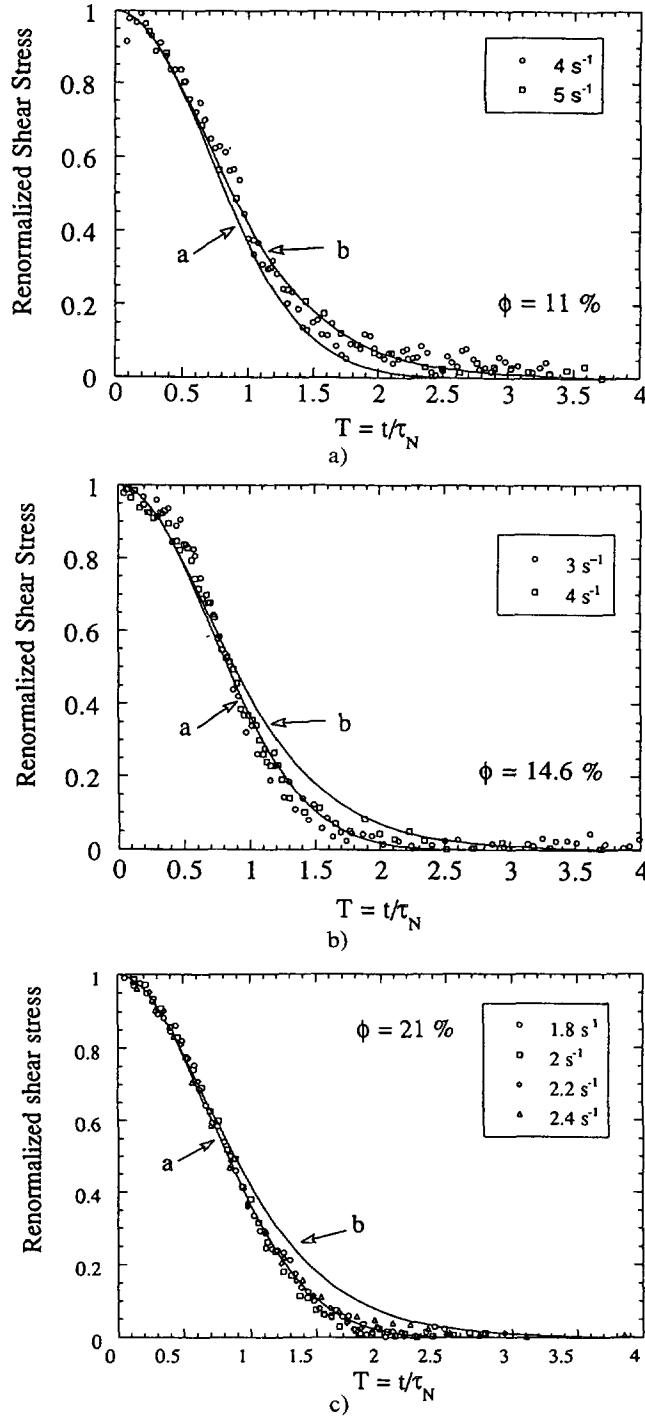 Renormalized Shear Stress
1
0.8
0.6
0.4
0.2
0
4 s⁻¹
5 s⁻¹
a
b
ϕ = 11 %
0 0.5 1 1.5 2 2.5 3 3.5 4
T = t/τ_N
a)
Renormalized Shear Stress
1
0.8
0.6
0.4
0.2
0
3 s⁻¹
4 s⁻¹
a
b
ϕ = 14.6 %
0 0.5 1 1.5 2 2.5 3 3.5 4
T = t/τ_N
b)
Renormalized shear stress
1
0.8
0.6
0.4
0.2
0
ϕ = 21 %
1.8 s¹
2 s⁻¹
2.2 s⁻¹
2.4 s⁻¹
a
b
0 0.5 1 1.5 2 2.5 3 3.5 4
T = t/τ_N
c)